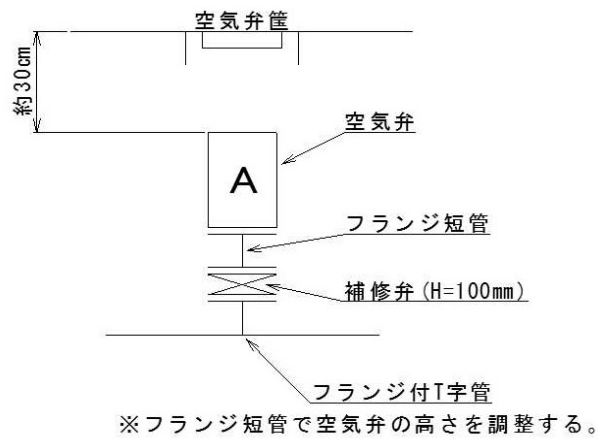 空気弁筐
約30cm
空気弁
A
フランジ短管
補修弁(H=100mm)
フランジ付T字管
※フランジ短管で空気弁の高さを調整する。